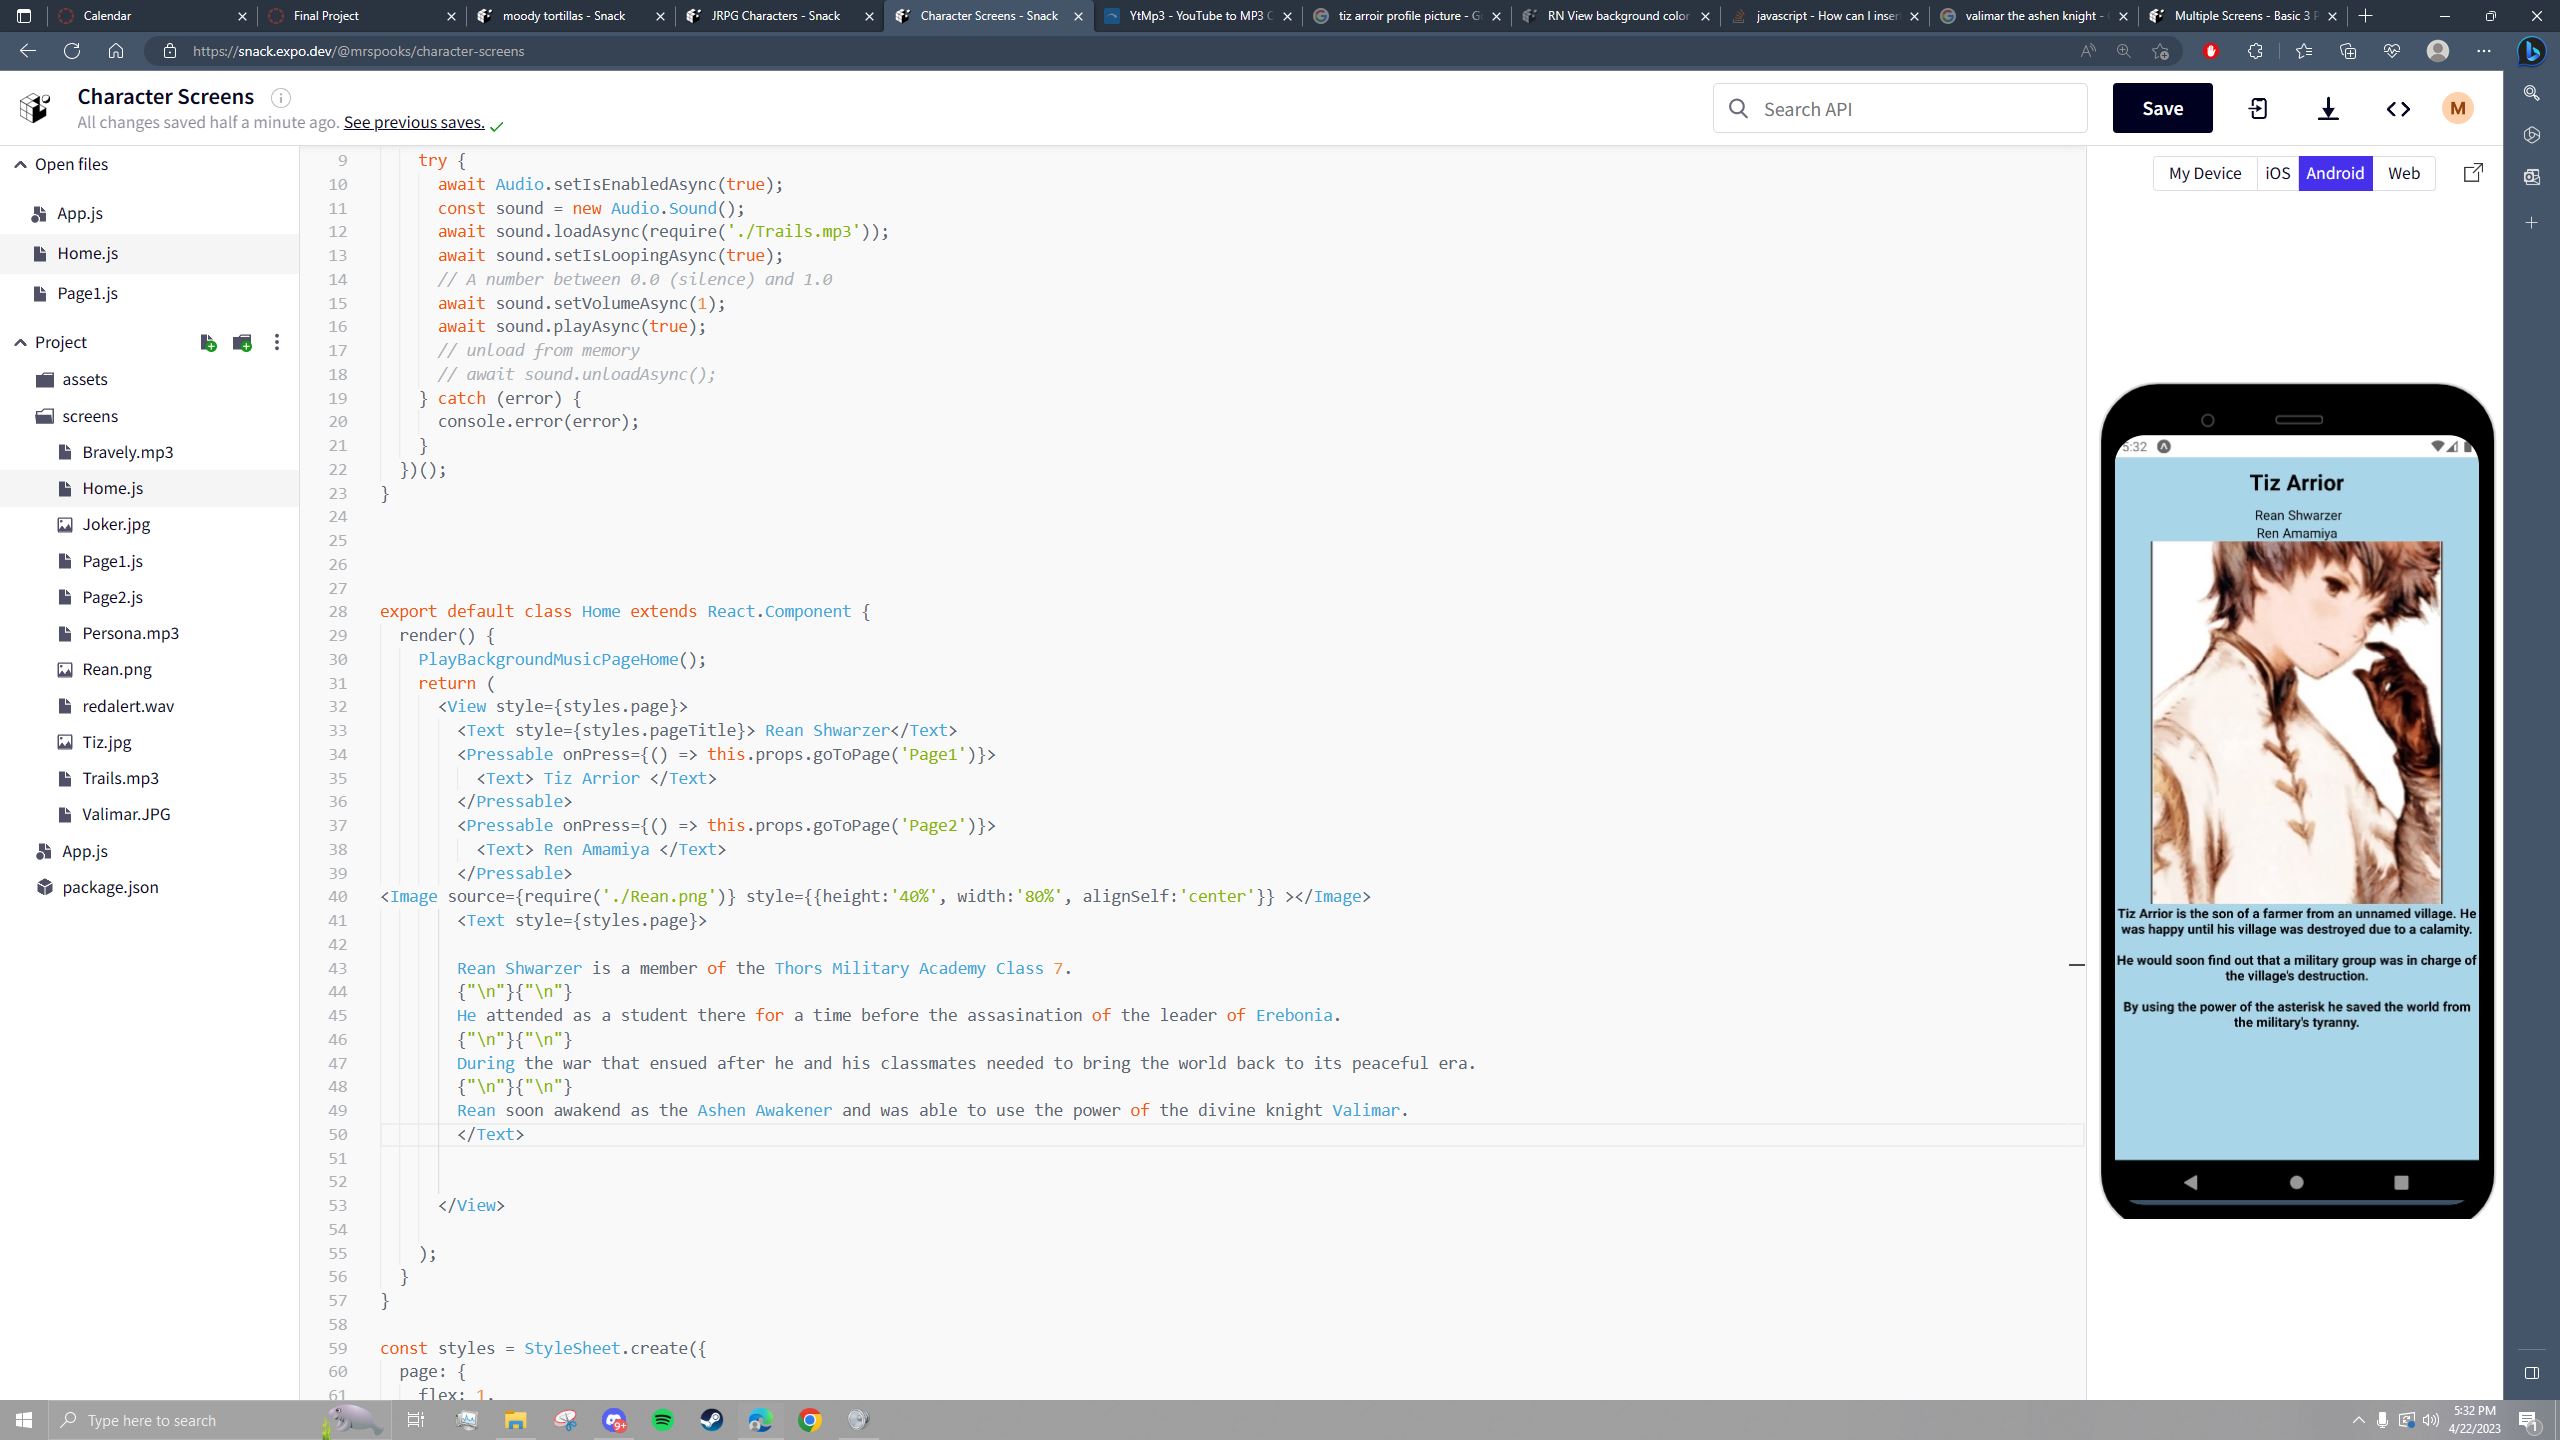 Calendar
Final Project
moody tortillas - Snack
JRPG Characters - Snack
Character Screens - Snack
YtMp3 - YouTube to MP3 C
tiz arroir profile picture - G
RN View background color
javascript - How can I inser
valimar the ashen knight -
Multiple Screens - Basic 3 P
https://snack.expo.dev/@mrspooks/character-screens
Character Screens
All changes saved half a minute ago. See previous saves.
Search API
Save
M
Open files
App.js
Home.js
Page1.js
Project
assets
screens
Bravely.mp3
Home.js
Joker.jpg
Page1.js
Page2.js
Persona.mp3
Rean.png
redalert.wav
Tiz.jpg
Trails.mp3
Valimar.JPG
App.js
package.json
9 try {
10 await Audio.setIsEnabledAsync(true);
11 const sound = new Audio.Sound();
12 await sound.loadAsync(require('./Trails.mp3'));
13 await sound.setIsLoopingAsync(true);
14 // A number between 0.0 (silence) and 1.0
15 await sound.setVolumeAsync(1);
16 await sound.playAsync(true);
17 // unload from memory
18 // await sound.unloadAsync();
19 } catch (error) {
20 console.error(error);
21 }
22 })();
23 }
24
25
26
27
28 export default class Home extends React.Component {
29 render() {
30 PlayBackgroundMusicPageHome();
31 return (
32 <View style={styles.page}>
33 <Text style={styles.pageTitle}> Rean Shwarzer</Text>
34 <Pressable onPress={() => this.props.goToPage('Page1')}>
35 <Text> Tiz Arrior </Text>
36 </Pressable>
37 <Pressable onPress={() => this.props.goToPage('Page2')}>
38 <Text> Ren Amamiya </Text>
39 </Pressable>
40 <Image source={require('./Rean.png')} style={{height:'40%', width:'80%', alignSelf:'center'}} ></Image>
41 <Text style={styles.page}>
42
43 Rean Shwarzer is a member of the Thors Military Academy Class 7.
44 {"\n"}{"\n"}
45 He attended as a student there for a time before the assasination of the leader of Erebonia.
46 {"\n"}{"\n"}
47 During the war that ensued after he and his classmates needed to bring the world back to its peaceful era.
48 {"\n"}{"\n"}
49 Rean soon awakend as the Ashen Awakener and was able to use the power of the divine knight Valimar.
50 </Text>
51
52
53 </View>
54
55 );
56 }
57 }
58
59 const styles = StyleSheet.create({
60 page: {
61 flex: 1,
My Device
iOS
Android
Web
5:32
Tiz Arrior
Rean Shwarzer
Ren Amamiya
Tiz Arrior is the son of a farmer from an unnamed village. He
was happy until his village was destroyed due to a calamity.
He would soon find out that a military group was in charge of
the village's destruction.
By using the power of the asterisk he saved the world from
the military's tyranny.
Type here to search
9+
5:32 PM
4/22/2023
1